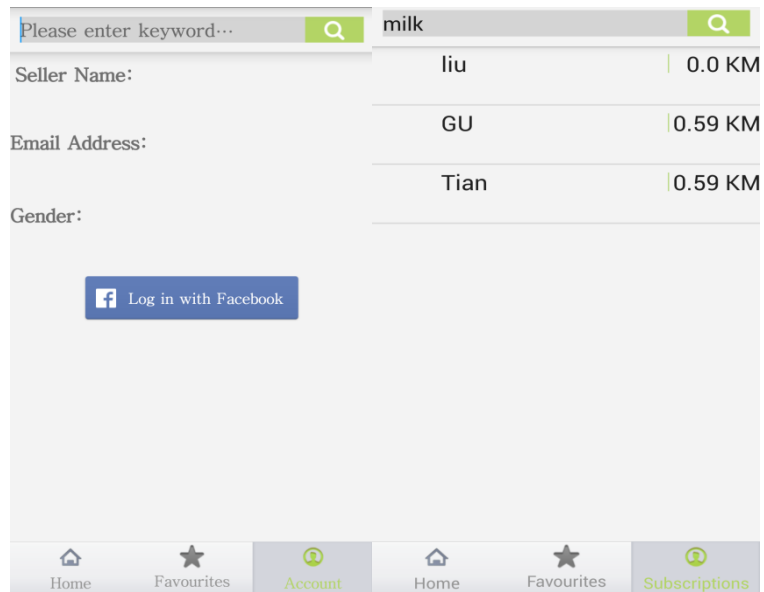 Please enter keyword…
Seller Name:
Email Address:
Gender:
Log in with Facebook
Home Favourites Account
milk
liu 0.0 KM
GU 0.59 KM
Tian 0.59 KM
Home Favourites Subscriptions